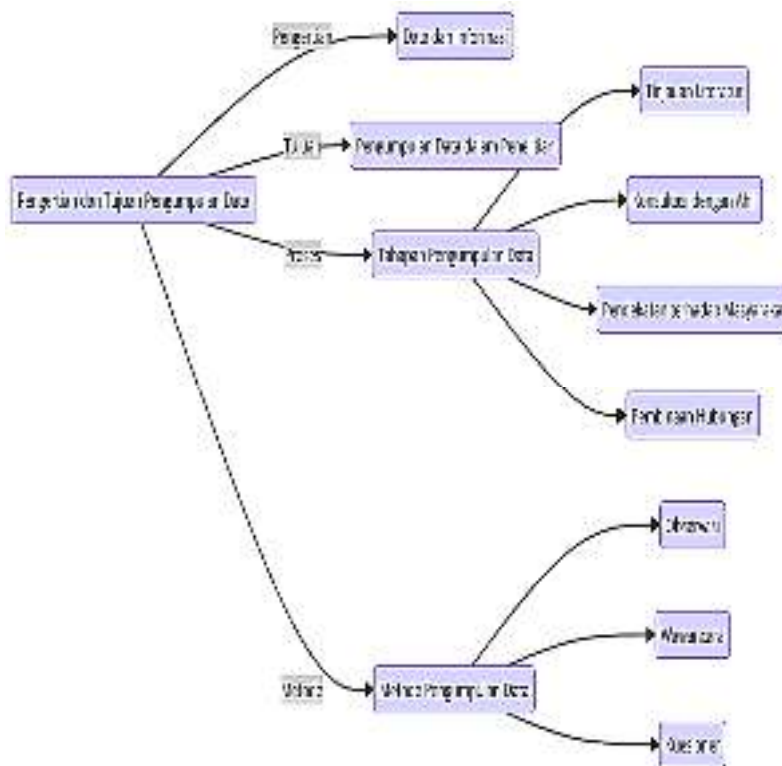 Pengertian
Data dan Informasi
Tinjauan Literatur
Tujuan
Pengumpulan Data dalam Penelitian
Pengertian dan Tujuan Pengumpulan Data
Konsultasi dengan Ahli
Proses
Tahapan Pengumpulan Data
Pendekatan terhadap Masyarakat
Pembinaan Hubungan
Observasi
Wawancara
Metode
Metode Pengumpulan Data
Kuesioner